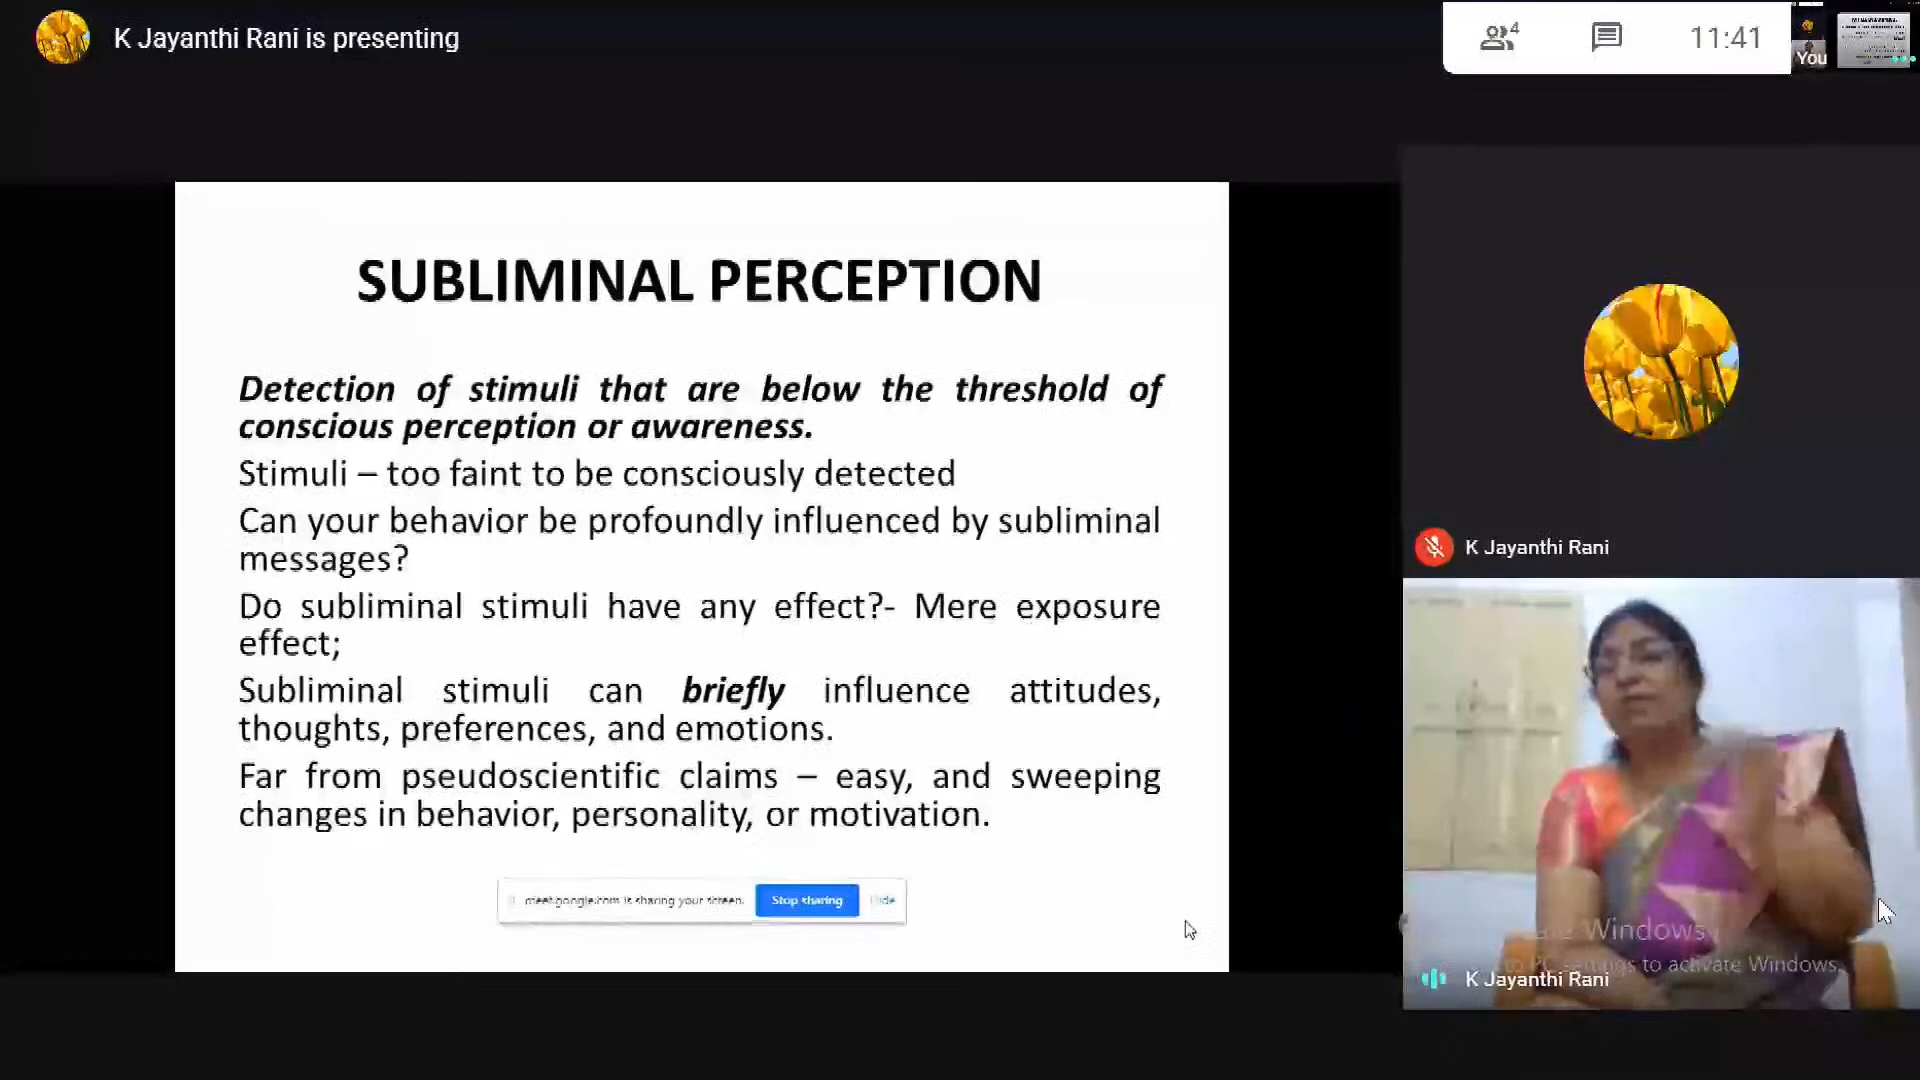 K Jayanthi Rani is presenting
4
11:41
You
SUBLIMINAL PERCEPTION
Detection of stimuli that are below the threshold of
conscious perception or awareness.
Stimuli – too faint to be consciously detected
Can your behavior be profoundly influenced by subliminal
messages?
Do subliminal stimuli have any effect?- Mere exposure
effect;
Subliminal stimuli can briefly influence attitudes,
thoughts, preferences, and emotions.
Far from pseudoscientific claims – easy, and sweeping
changes in behavior, personality, or motivation.
meet.google.com is sharing your screen.
Stop sharing
Hide
K Jayanthi Rani
Windows
to PC settings to activate Windows.
K Jayanthi Rani